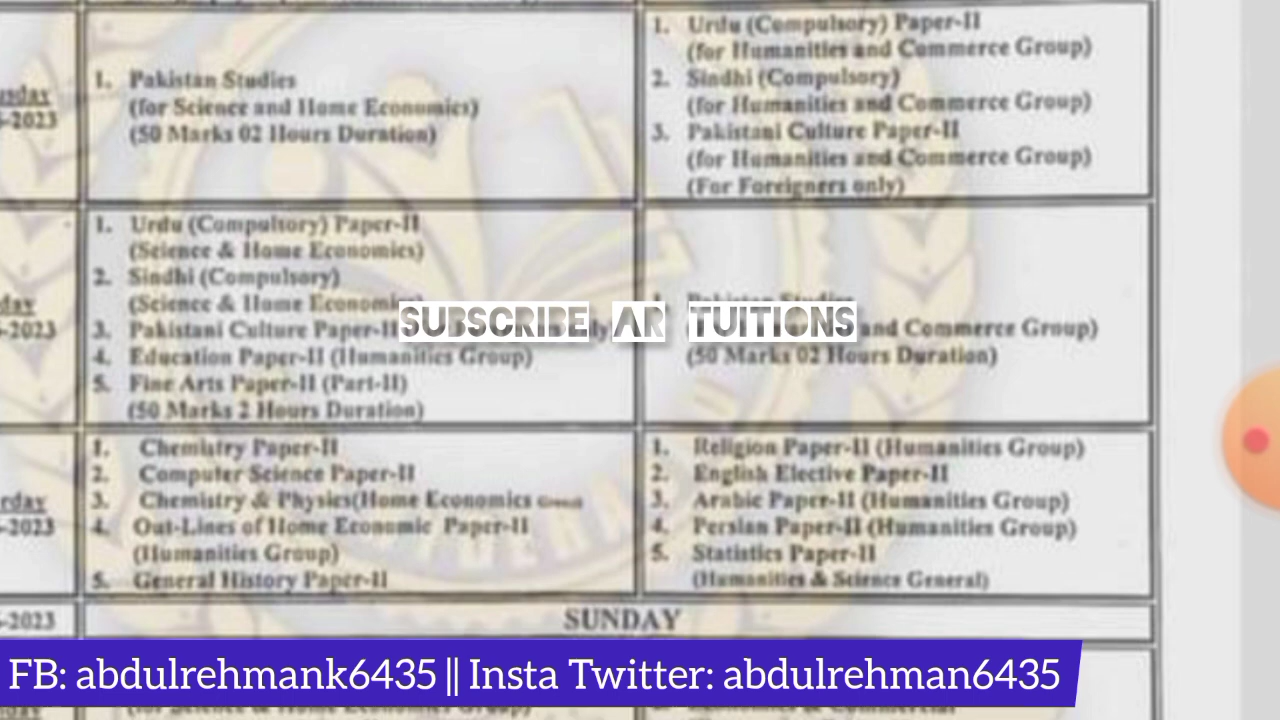 usday
-2023
1. Pakistan Studies
(for Science and Home Economics)
(50 Marks 02 Hours Duration)
1. Urdu (Compulsory) Paper-II
(for Humanities and Commerce Group)
2. Sindhi (Compulsory)
(for Humanities and Commerce Group)
3. Pakistani Culture Paper-II
(for Humanities and Commerce Group)
(For Foreigners only)
day
-2023
1. Urdu (Compulsory) Paper-II
(Science & Home Economics)
2. Sindhi (Compulsory)
(Science & Home Economics)
3. Pakistani Culture Paper-II
4. Education Paper-II (Humanities Group)
5. Fine Arts Paper-II (Part-II)
(50 Marks 2 Hours Duration)
SUBSCRIBE AR TUITIONS
Pakistan Studies
and Commerce Group)
(50 Marks 02 Hours Duration)
rday
-2023
1. Chemistry Paper-II
2. Computer Science Paper-II
3. Chemistry & Physics(Home Economics
4. Out-Lines of Home Economic Paper-II
(Humanities Group)
5. General History Paper-II
1. Religion Paper-II (Humanities Group)
2. English Elective Paper-II
3. Arabic Paper-II (Humanities Group)
4. Persian Paper-II (Humanities Group)
5. Statistics Paper-II
(Humanities & Science General)
-2023
SUNDAY
FB: abdulrehmank6435 || Insta Twitter: abdulrehman6435